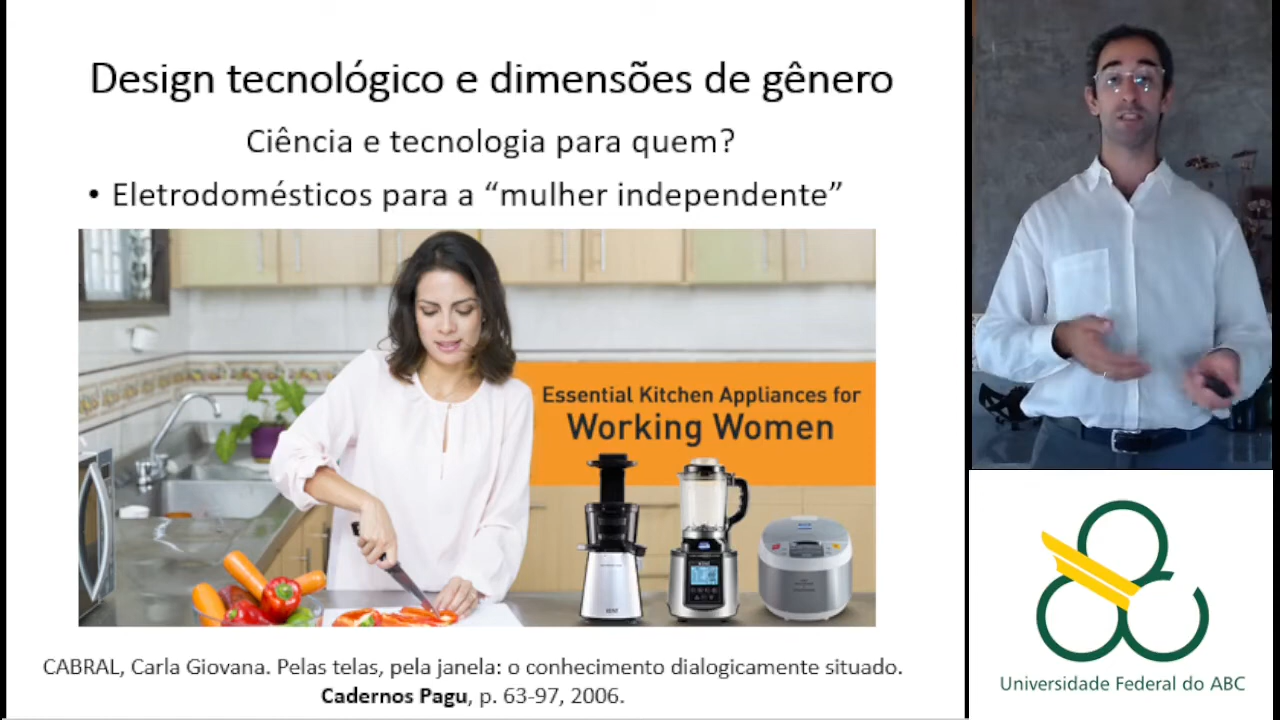 Design tecnológico e dimensões de gênero
Ciência e tecnologia para quem?
• Eletrodomésticos para a “mulher independente”
Essential Kitchen Appliances for
Working Women
CABRAL, Carla Giovana. Pelas telas, pela janela: o conhecimento dialogicamente situado.
Cadernos Pagu, p. 63-97, 2006.
Universidade Federal do ABC